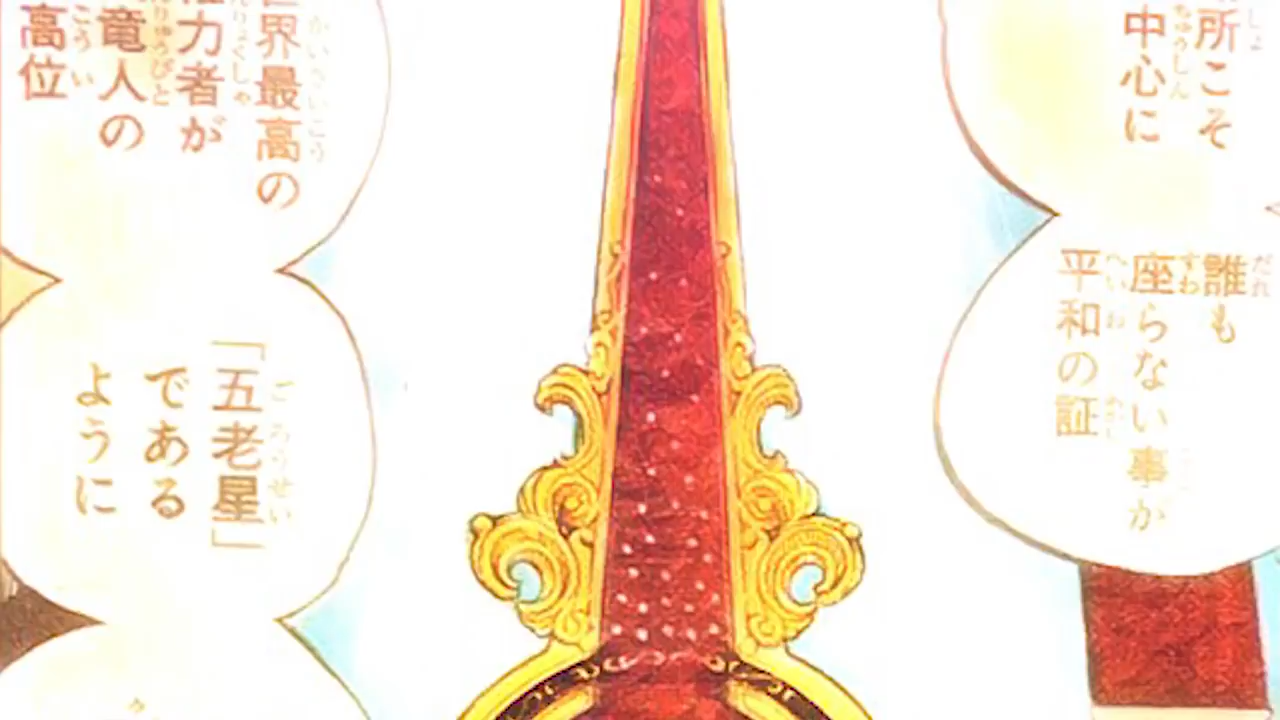 所こそ
中心に
誰も
座らない事が
平和の証
世界最高の
力者が
竜人の
高位
「五老星」
である
ように